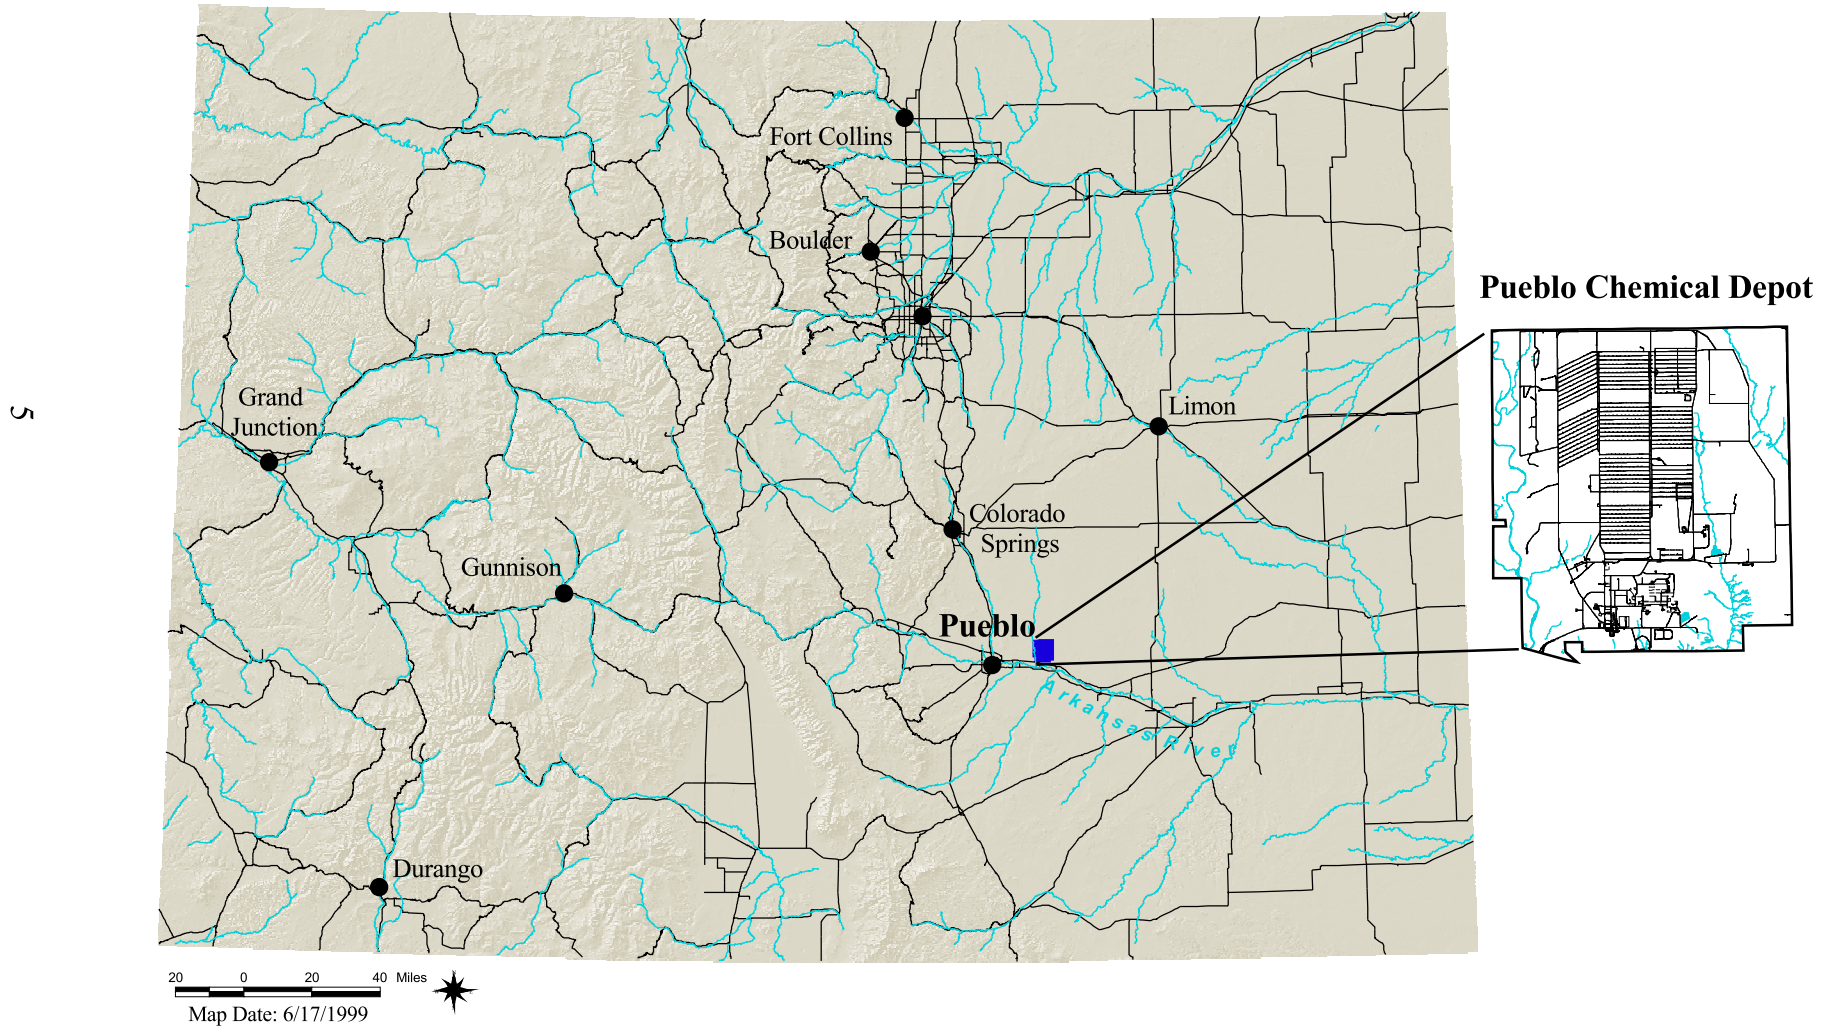 Fort Collins
Boulder
Pueblo Chemical Depot
Grand
Junction
Limon
5
Colorado
Springs
Gunnison
Pueblo
Arkansas River
Durango
20 0 20 40 Miles
Map Date: 6/17/1999